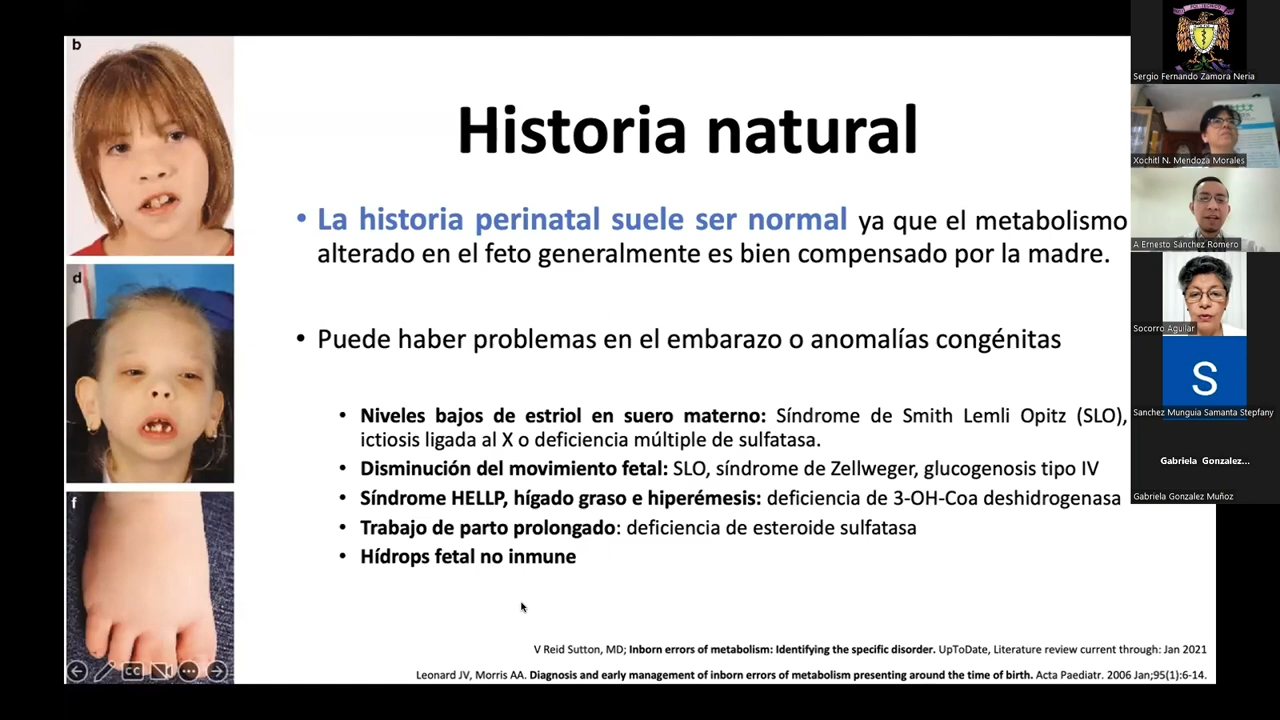 b
d
f
Historia natural
• La historia perinatal suele ser normal ya que el metabolismo
alterado en el feto generalmente es bien compensado por la madre.
• Puede haber problemas en el embarazo o anomalías congénitas
• Niveles bajos de estriol en suero materno: Síndrome de Smith Lemli Opitz (SLO),
ictiosis ligada al X o deficiencia múltiple de sulfatasa.
• Disminución del movimiento fetal: SLO, síndrome de Zellweger, glucogenosis tipo IV
• Síndrome HELLP, hígado graso e hiperémesis: deficiencia de 3-OH-Coa deshidrogenasa
• Trabajo de parto prolongado: deficiencia de esteroide sulfatasa
• Hídrops fetal no inmune
V Reid Sutton, MD; Inborn errors of metabolism: Identifying the specific disorder. UpToDate, Literature review current through: Jan 2021
Leonard JV, Morris AA. Diagnosis and early management of inborn errors of metabolism presenting around the time of birth. Acta Paediatr. 2006 Jan;95(1):6-14.
CC
Sergio Fernando Zamora Neria
Xochitl N. Mendoza Morales
A Ernesto Sánchez Romero
Socorro Aguilar
S
Sanchez Munguia Samanta Stepfany
Gabriela Gonzalez...
Gabriela Gonzalez Muñoz